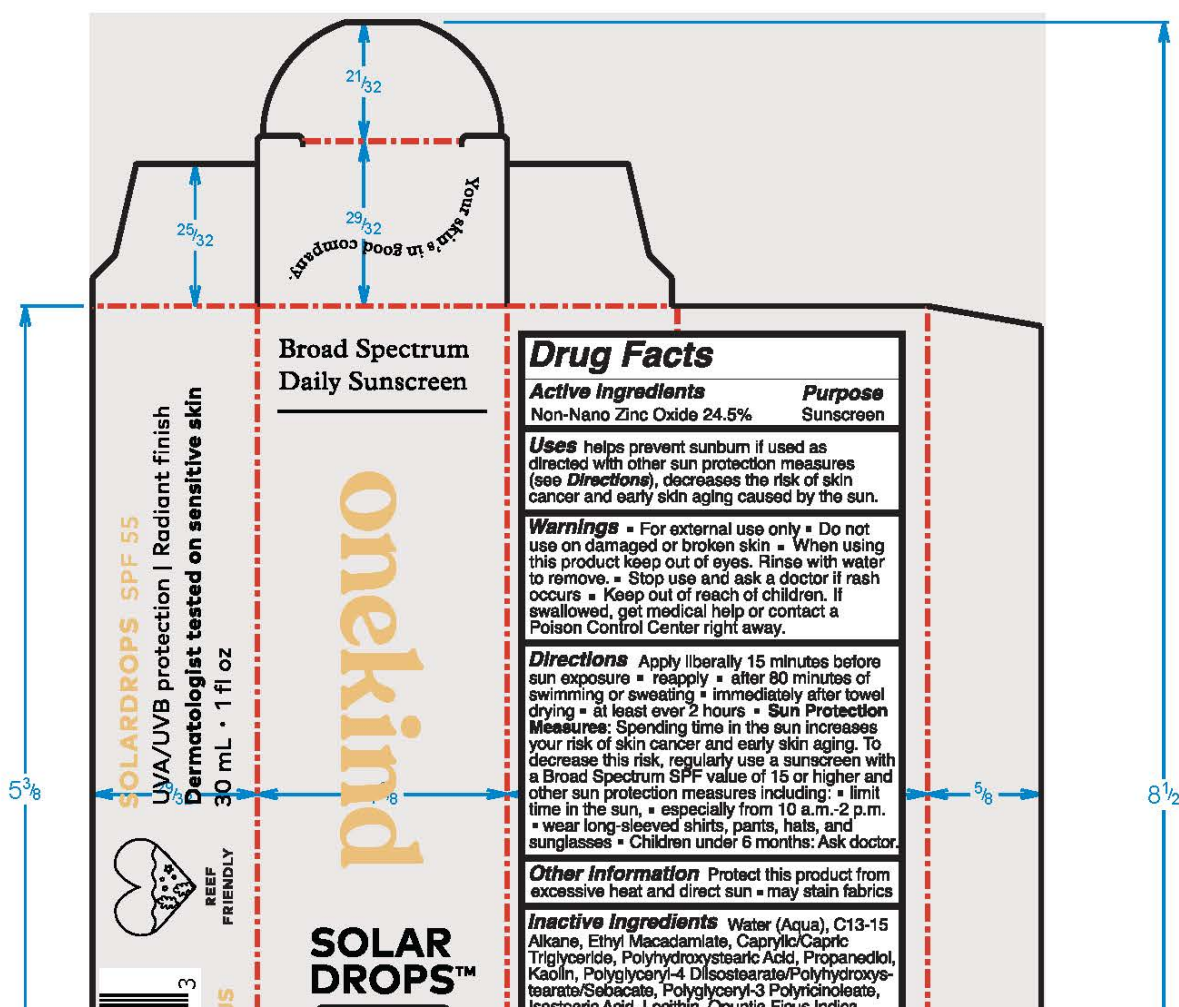 21/32
25/32
29/32
Your skin's in good company.
5 3/8
8 1/2
5/8
SOLARDROPS SPF 55
UVA/UVB protection | Radiant finish
Dermatologist tested on sensitive skin
30 mL • 1 fl oz
REEF
FRIENDLY
3
Broad Spectrum
Daily Sunscreen
onekind
SOLAR
DROPS™
Drug Facts
Active Ingredients Purpose
Non-Nano Zinc Oxide 24.5% Sunscreen
Uses helps prevent sunburn if used as
directed with other sun protection measures
(see Directions), decreases the risk of skin
cancer and early skin aging caused by the sun.
Warnings ▪ For external use only ▪ Do not
use on damaged or broken skin ▪ When using
this product keep out of eyes. Rinse with water
to remove. ▪ Stop use and ask a doctor if rash
occurs ▪ Keep out of reach of children. If
swallowed, get medical help or contact a
Poison Control Center right away.
Directions Apply liberally 15 minutes before
sun exposure ▪ reapply ▪ after 80 minutes of
swimming or sweating ▪ immediately after towel
drying ▪ at least ever 2 hours ▪ Sun Protection
Measures: Spending time in the sun increases
your risk of skin cancer and early skin aging. To
decrease this risk, regularly use a sunscreen with
a Broad Spectrum SPF value of 15 or higher and
other sun protection measures including: ▪ limit
time in the sun, ▪ especially from 10 a.m.-2 p.m.
▪ wear long-sleeved shirts, pants, hats, and
sunglasses ▪ Children under 6 months: Ask doctor.
Other Information Protect this product from
excessive heat and direct sun ▪ may stain fabrics
Inactive Ingredients Water (Aqua), C13-15
Alkane, Ethyl Macadamiate, Caprylic/Capric
Triglyceride, Polyhydroxystearic Acid, Propanediol,
Kaolin, Polyglyceryl-4 Diisostearate/Polyhydroxys-
tearate/Sebacate, Polyglyceryl-3 Polyricinoleate,
Isostearic Acid, Lecithin, Opuntia Ficus Indica